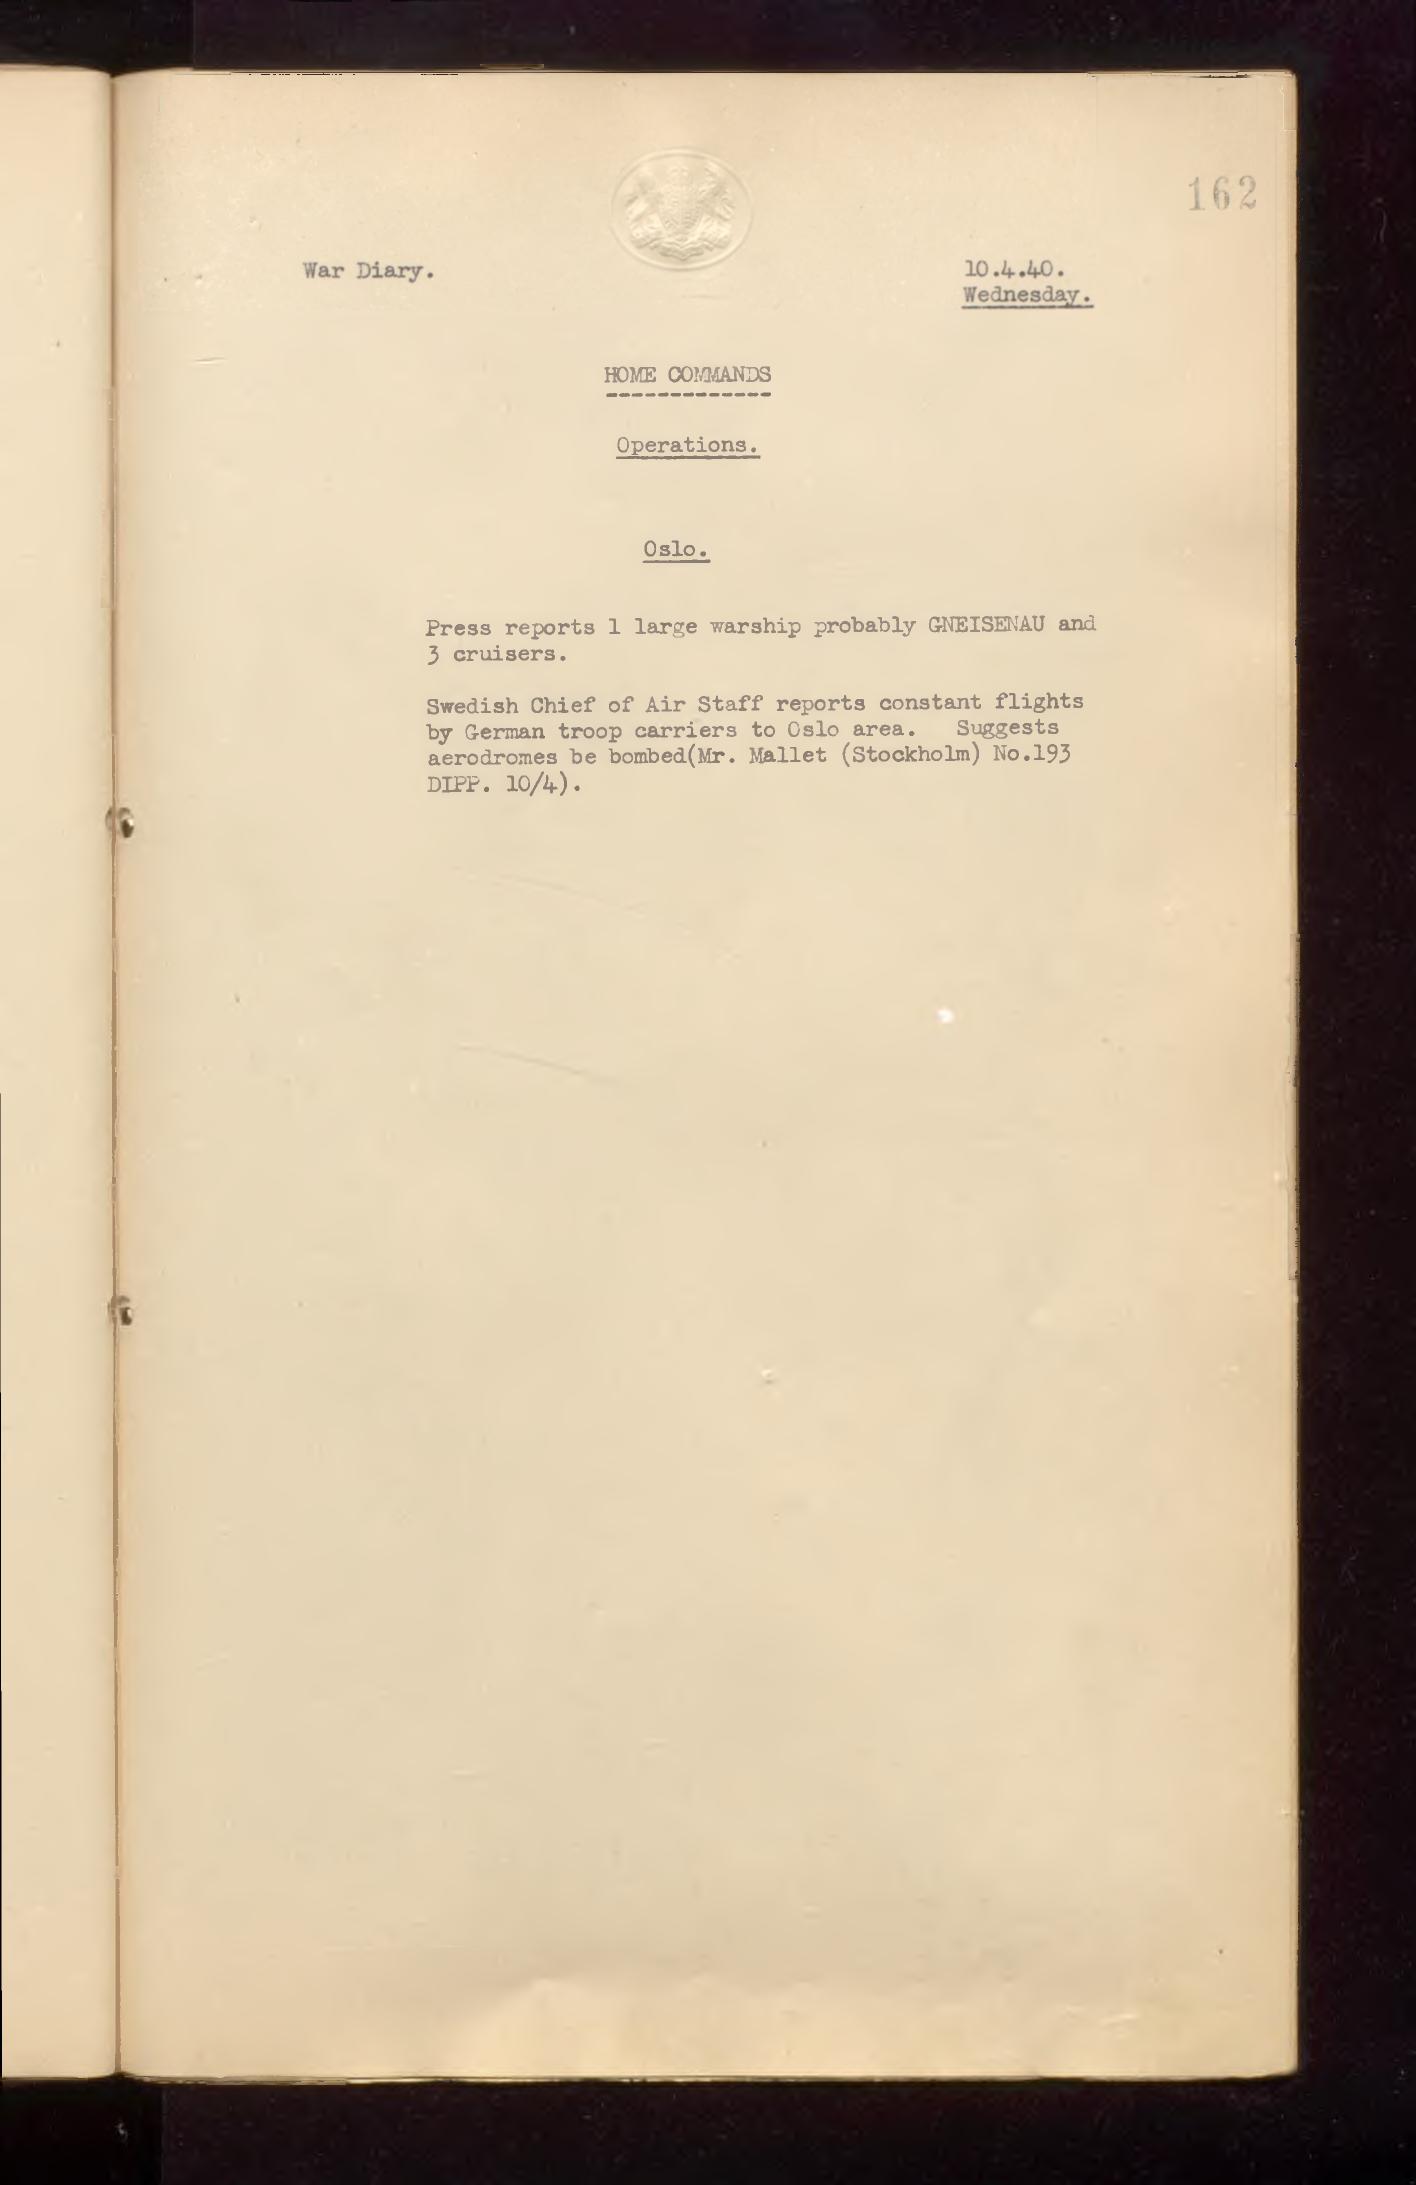 162
War Diary.
10.4.40.
Wednesday.
HOME COMMANDS
Operations.
Oslo.
Press reports 1 large warship probably GNEISENAU and
3 cruisers.
Swedish Chief of Air Staff reports constant flights
by German troop carriers to Oslo area. Suggests
aerodromes be bombed(Mr. Mallet (Stockholm) No.193
DIPP. 10/4).